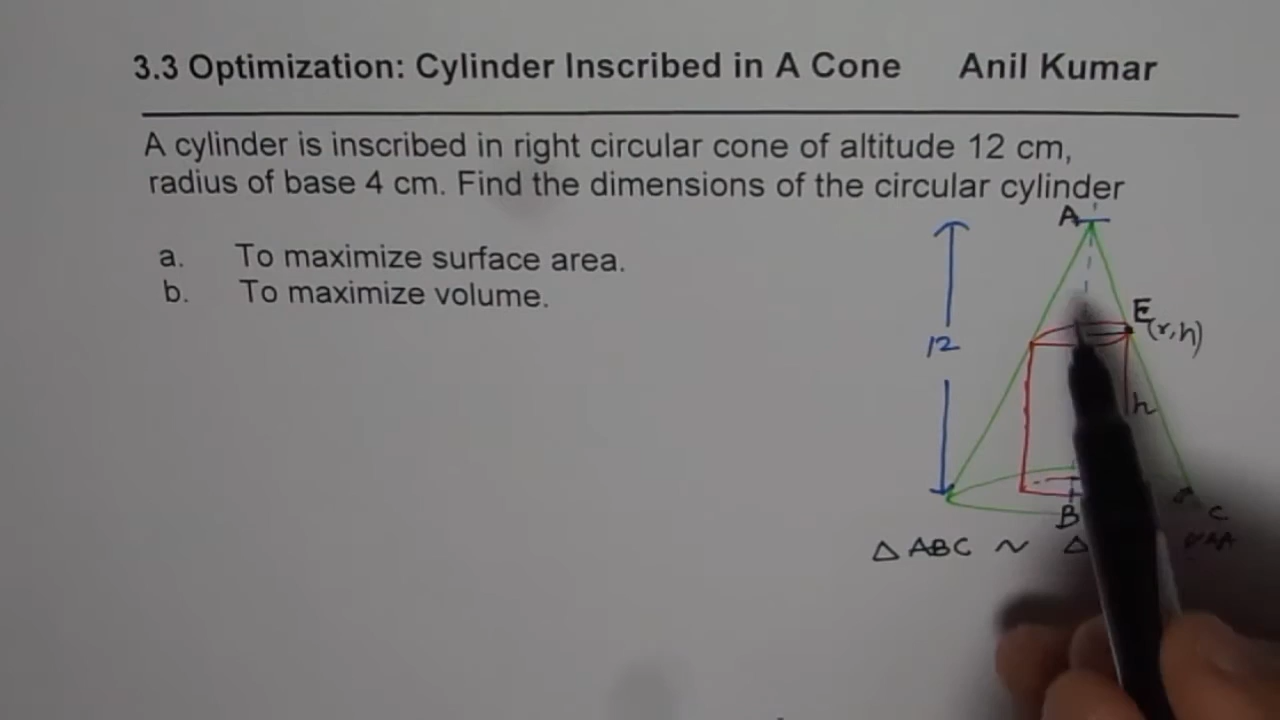 3.3 Optimization: Cylinder Inscribed in A Cone Anil Kumar
A cylinder is inscribed in right circular cone of altitude 12 cm,
radius of base 4 cm. Find the dimensions of the circular cylinder
a. To maximize surface area.
b. To maximize volume.
A
E
(r,h)
12
h
B
C
Δ ABC ~ Δ